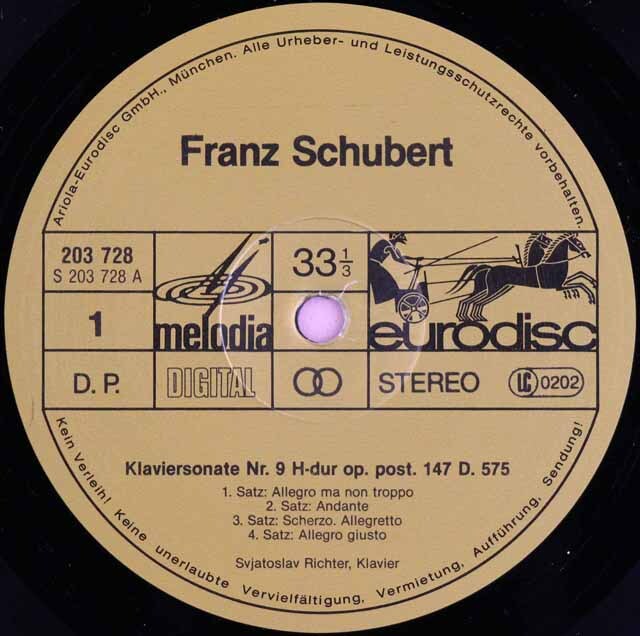 Ariola-Eurodisc GmbH., München. Alle Urheber- und Leistungsschutzrechte vorbehalten.
Franz Schubert
203 728
S 203 728 A
1
D. P.
melodia
DIGITAL
33 1/3
eurodisc
STEREO
LC 0202
Klaviersonate Nr. 9 H-dur op. post. 147 D. 575
1. Satz: Allegro ma non troppo
2. Satz: Andante
3. Satz: Scherzo. Allegretto
4. Satz: Allegro giusto
Svjatoslav Richter, Klavier
Kein Verleih! Keine unerlaubte Vervielfältigung, Vermietung, Aufführung, Sendung!